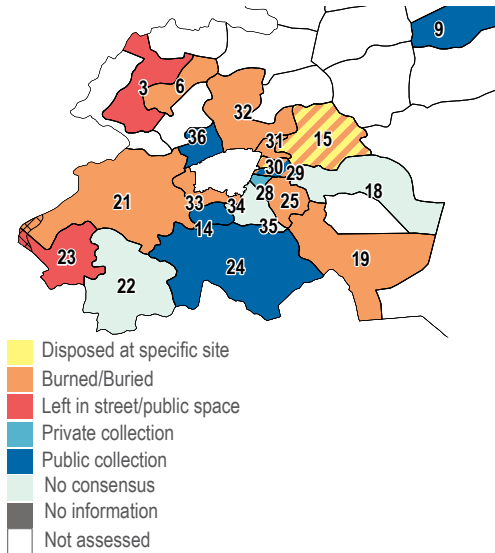 9
3
6
32
36
31
15
30
29
28
18
21
33
34
25
14
35
23
24
19
22
Disposed at specific site
Burned/Buried
Left in street/public space
Private collection
Public collection
No consensus
No information
Not assessed